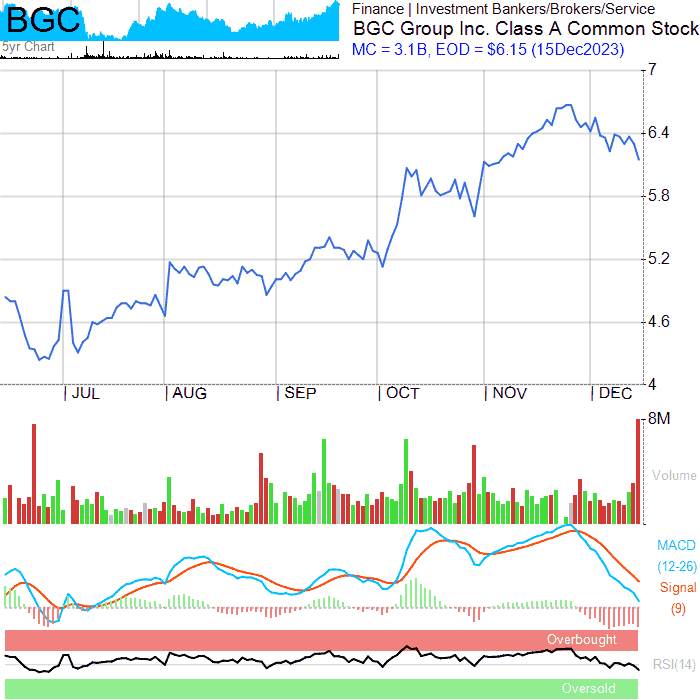 BGC
5yr Chart
Finance | Investment Bankers/Brokers/Service
BGC Group Inc. Class A Common Stock
MC = 3.1B, EOD = $6.15 (15Dec2023)
7
6.4
5.8
5.2
4.6
4
| JUL | AUG | SEP | OCT | NOV | DEC
8M
Volume
MACD
(12-26)
Signal
(9)
Overbought
RSI(14)
Oversold